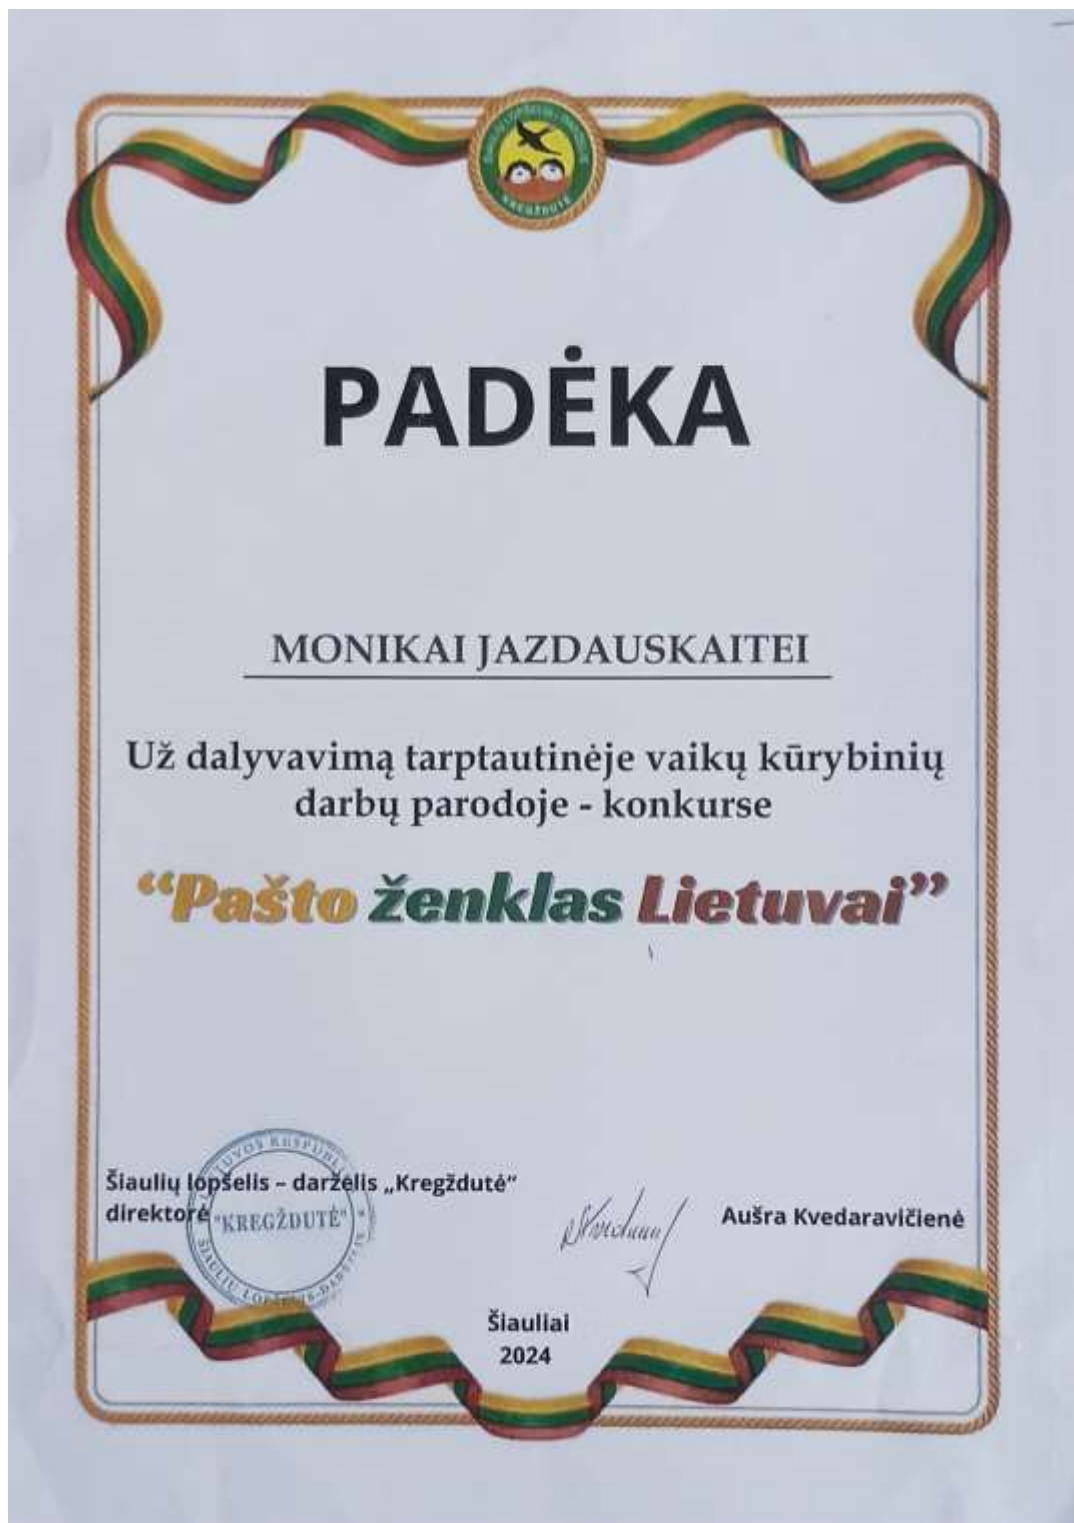 KREGŽDUTĖ
PADĖKA
MONIKAI JAZDAUSKAITEI
Už dalyvavimą tarptautinėje vaikų kūrybinių
darbų parodoje - konkurse
“Pašto ženklas Lietuvai”
Šiaulių lopšelis – darželis „Kregždutė“
direktorė
"KREGŽDUTĖ"
Aušra Kvedaravičienė
Šiauliai
2024